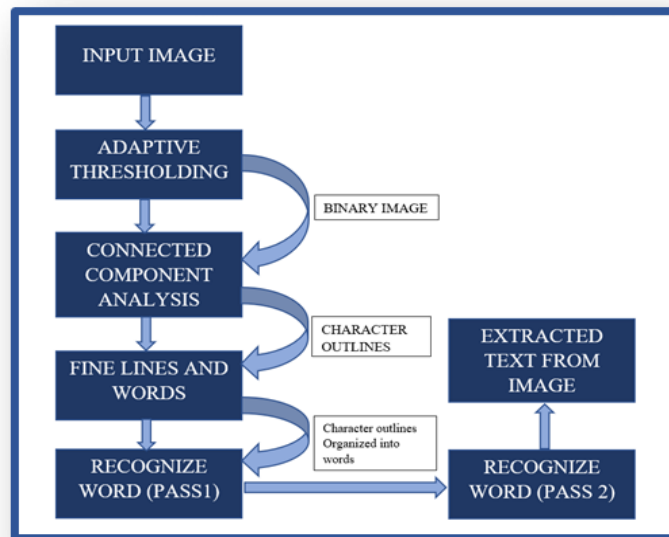 INPUT IMAGE
ADAPTIVE
THRESHOLDING
BINARY IMAGE
CONNECTED
COMPONENT
ANALYSIS
CHARACTER
OUTLINES
FINE LINES AND
WORDS
Character outlines
Organized into
words
RECOGNIZE
WORD (PASS1)
RECOGNIZE
WORD (PASS 2)
EXTRACTED
TEXT FROM
IMAGE